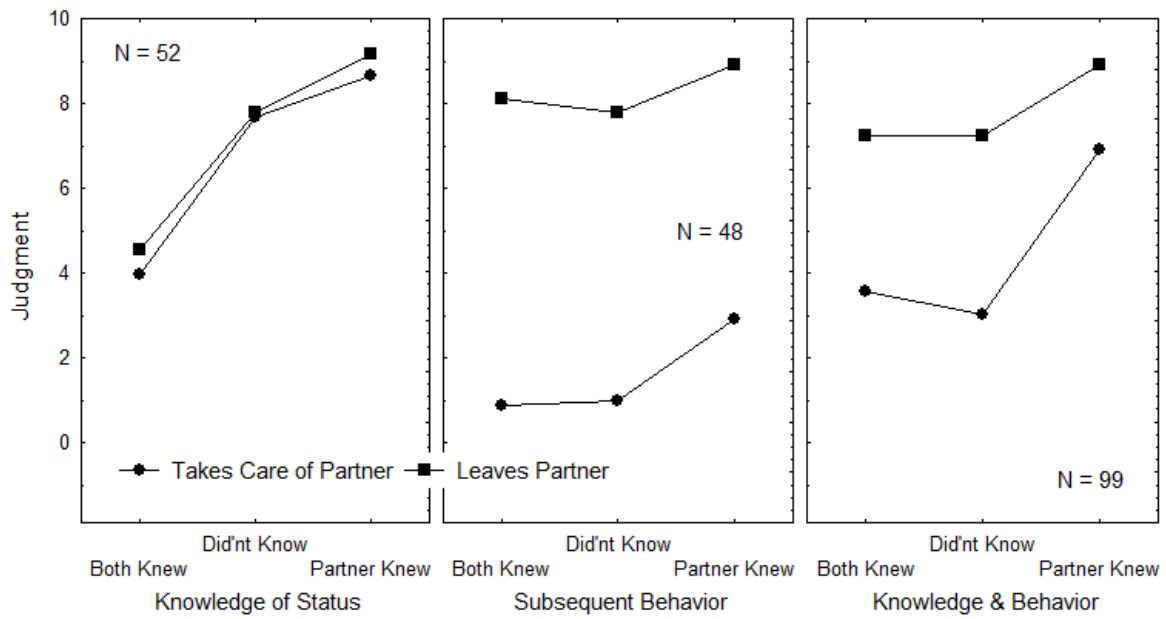 10
8
6
4
2
0
Judgment
N = 52
N = 48
N = 99
Takes Care of Partner
Leaves Partner
Did'nt Know
Did'nt Know
Did'nt Know
Both Knew
Partner Knew
Both Knew
Partner Knew
Both Knew
Partner Knew
Knowledge of Status
Subsequent Behavior
Knowledge & Behavior